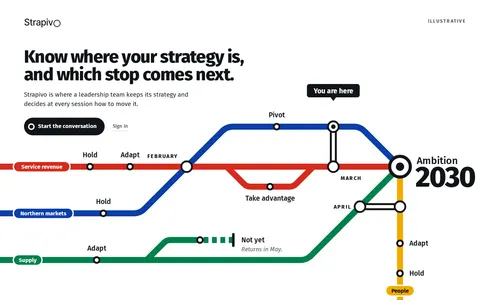 Strapivo
ILLUSTRATIVE
Know where your strategy is,
and which stop comes next.
Strapivo is where a leadership team keeps its strategy and
decides at every session how to move it.
Start the conversation
Sign in
You are here
Pivot
Hold
Adapt
FEBRUARY
Service revenue
MARCH
Ambition
2030
Take advantage
Hold
Northern markets
APRIL
Adapt
Not yet
Returns in May.
Adapt
Supply
Hold
People